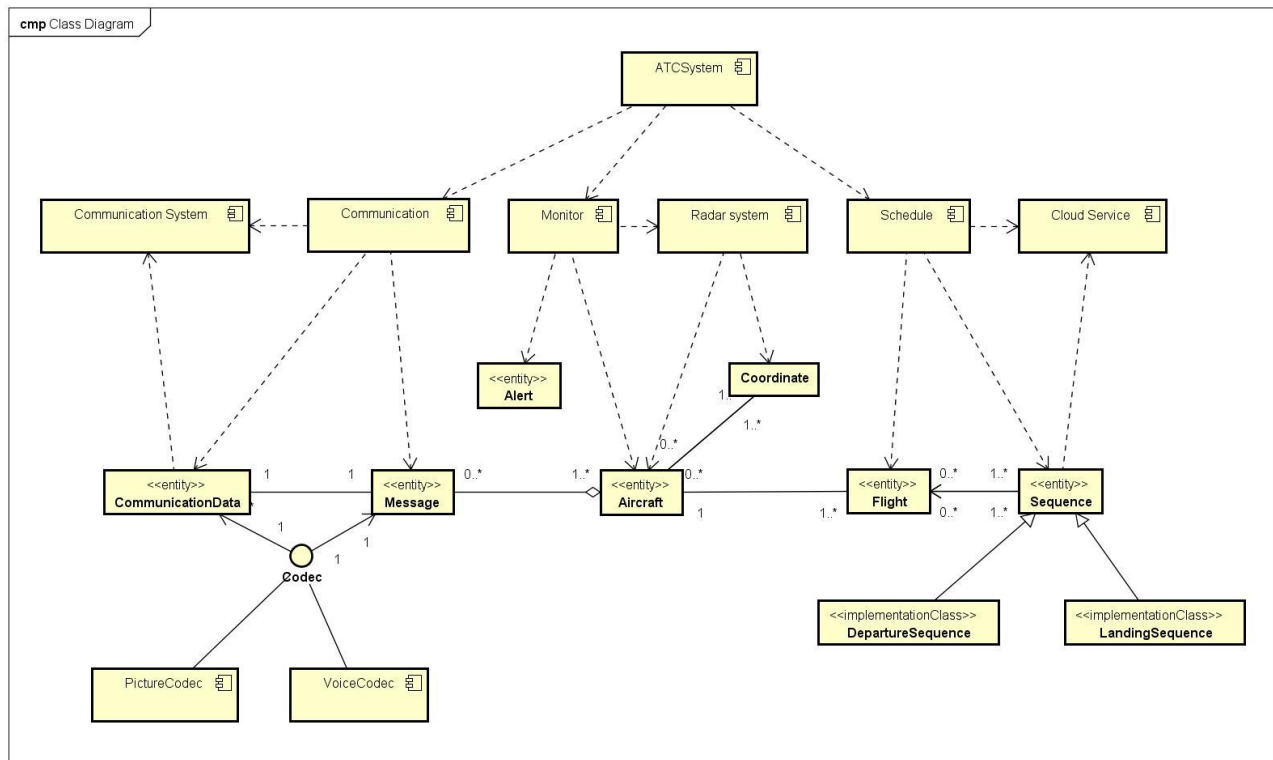 cmp Class Diagram
ATCSystem
Communication System
Communication
Monitor
Radar system
Schedule
Cloud Service
<<entity>>
Alert
Coordinate
1..
1..*
0..*
<<entity>>
CommunicationData
1
1
<<entity>>
Message
0..*
1..*
<<entity>>
Aircraft
0..*
1
1..*
<<entity>>
Flight
0..*
0..*
1..*
1..*
<<entity>>
Sequence
*
1
1
1
Codec
<<implementationClass>>
DepartureSequence
<<implementationClass>>
LandingSequence
PictureCodec
VoiceCodec